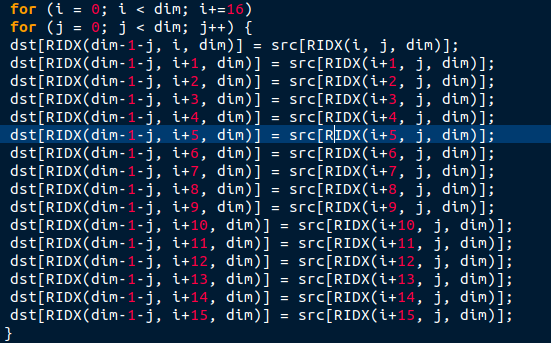 for (i = 0; i < dim; i+=16)
for (j = 0; j < dim; j++) {
dst[RIDX(dim-1-j, i, dim)] = src[RIDX(i, j, dim)];
dst[RIDX(dim-1-j, i+1, dim)] = src[RIDX(i+1, j, dim)];
dst[RIDX(dim-1-j, i+2, dim)] = src[RIDX(i+2, j, dim)];
dst[RIDX(dim-1-j, i+3, dim)] = src[RIDX(i+3, j, dim)];
dst[RIDX(dim-1-j, i+4, dim)] = src[RIDX(i+4, j, dim)];
dst[RIDX(dim-1-j, i+5, dim)] = src[RIDX(i+5, j, dim)];
dst[RIDX(dim-1-j, i+6, dim)] = src[RIDX(i+6, j, dim)];
dst[RIDX(dim-1-j, i+7, dim)] = src[RIDX(i+7, j, dim)];
dst[RIDX(dim-1-j, i+8, dim)] = src[RIDX(i+8, j, dim)];
dst[RIDX(dim-1-j, i+9, dim)] = src[RIDX(i+9, j, dim)];
dst[RIDX(dim-1-j, i+10, dim)] = src[RIDX(i+10, j, dim)];
dst[RIDX(dim-1-j, i+11, dim)] = src[RIDX(i+11, j, dim)];
dst[RIDX(dim-1-j, i+12, dim)] = src[RIDX(i+12, j, dim)];
dst[RIDX(dim-1-j, i+13, dim)] = src[RIDX(i+13, j, dim)];
dst[RIDX(dim-1-j, i+14, dim)] = src[RIDX(i+14, j, dim)];
dst[RIDX(dim-1-j, i+15, dim)] = src[RIDX(i+15, j, dim)];
}